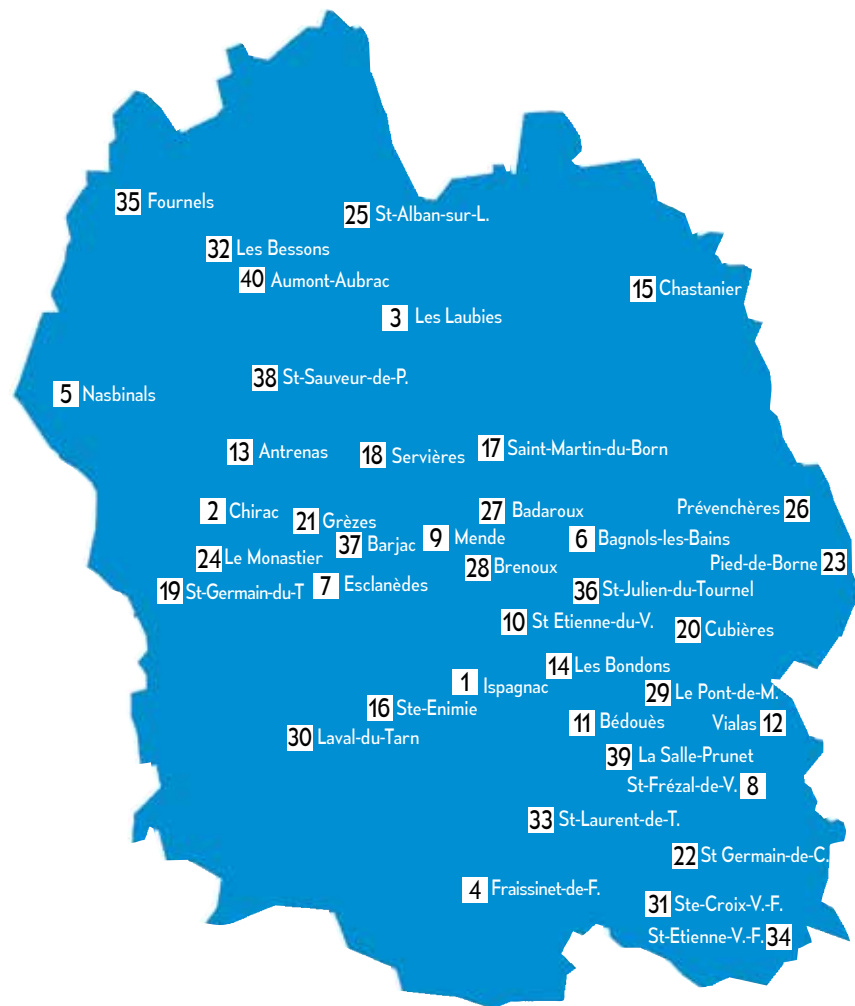 35 Fournels
25 St-Alban-sur-L.
32 Les Bessons
40 Aumont-Aubrac
15 Chastanier
3 Les Laubies
38 St-Sauveur-de-P.
5 Nasbinals
13 Antrenas
18 Servières
17 Saint-Martin-du-Born
2 Chirac
21 Grèzes
27 Badaroux
Prévenchères 26
37 Barjac
9 Mende
6 Bagnols-les-Bains
24 Le Monastier
28 Brenoux
Pied-de-Borne 23
19 St-Germain-du-T
7 Esclanèdes
36 St-Julien-du-Tournel
10 St Etienne-du-V.
20 Cubières
14 Les Bondons
1 Ispagnac
29 Le Pont-de-M.
16 Ste-Enimie
11 Bédouès
Vialas 12
30 Laval-du-Tarn
39 La Salle-Prunet
St-Frézal-de-V. 8
33 St-Laurent-de-T.
22 St Germain-de-C.
4 Fraissinet-de-F.
31 Ste-Croix-V.-F.
St-Etienne-V.-F. 34